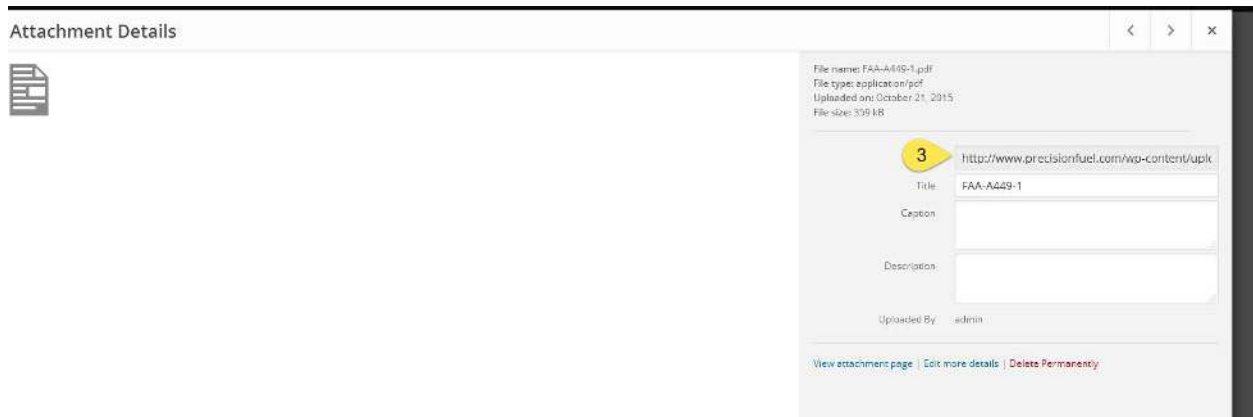 Attachment Details
File name: FAA-A449-1.pdf
File type: application/pdf
Uploaded on: October 21, 2015
File size: 359 kB
3
http://www.precisionfuel.com/wp-content/uplo
Title
FAA-A449-1
Caption
Description
Uploaded By admin
View attachment page | Edit more details | Delete Permanently